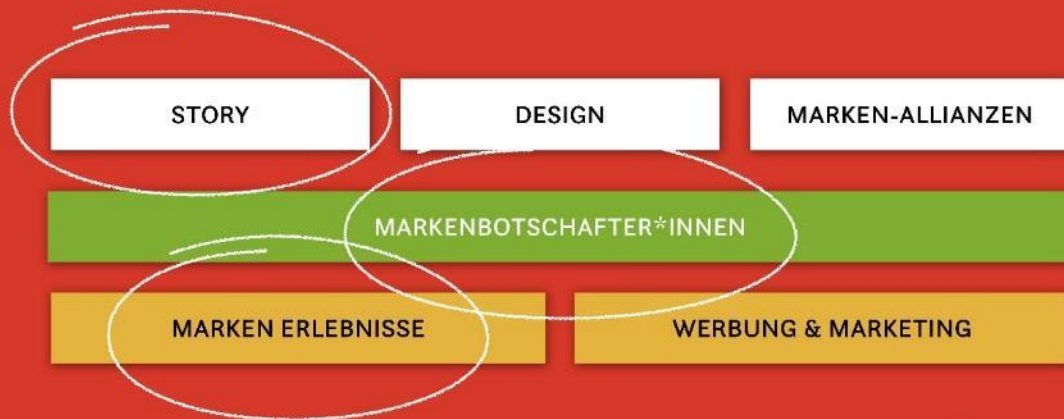 STORY
DESIGN
MARKEN-ALLIANZEN
MARKENBOTSCHAFTER*INNEN
MARKEN ERLEBNISSE
WERBUNG & MARKETING